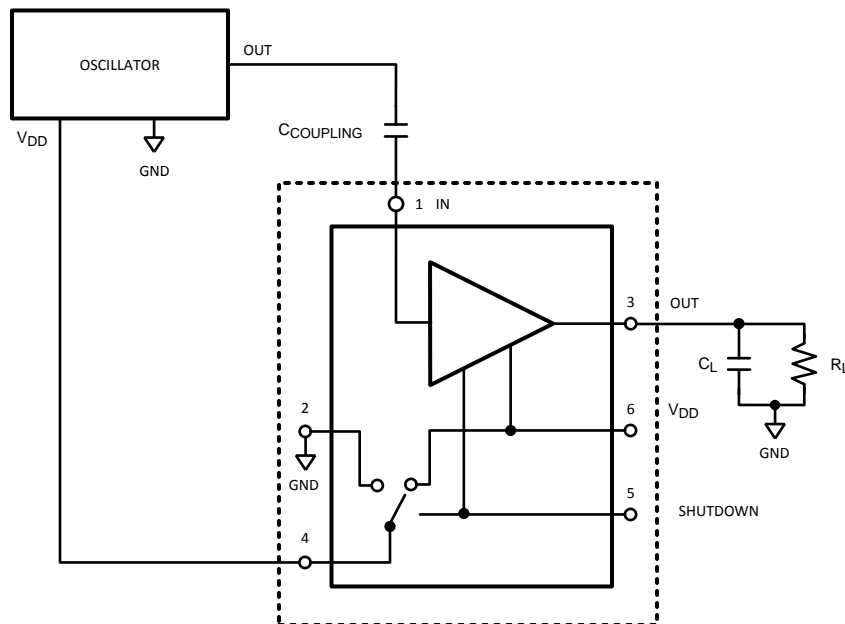 OSCILLATOR
OUT
VDD
GND
CCOUPLING
1 IN
3
OUT
CL
RL
2
6
VDD
GND
GND
5
SHUTDOWN
4